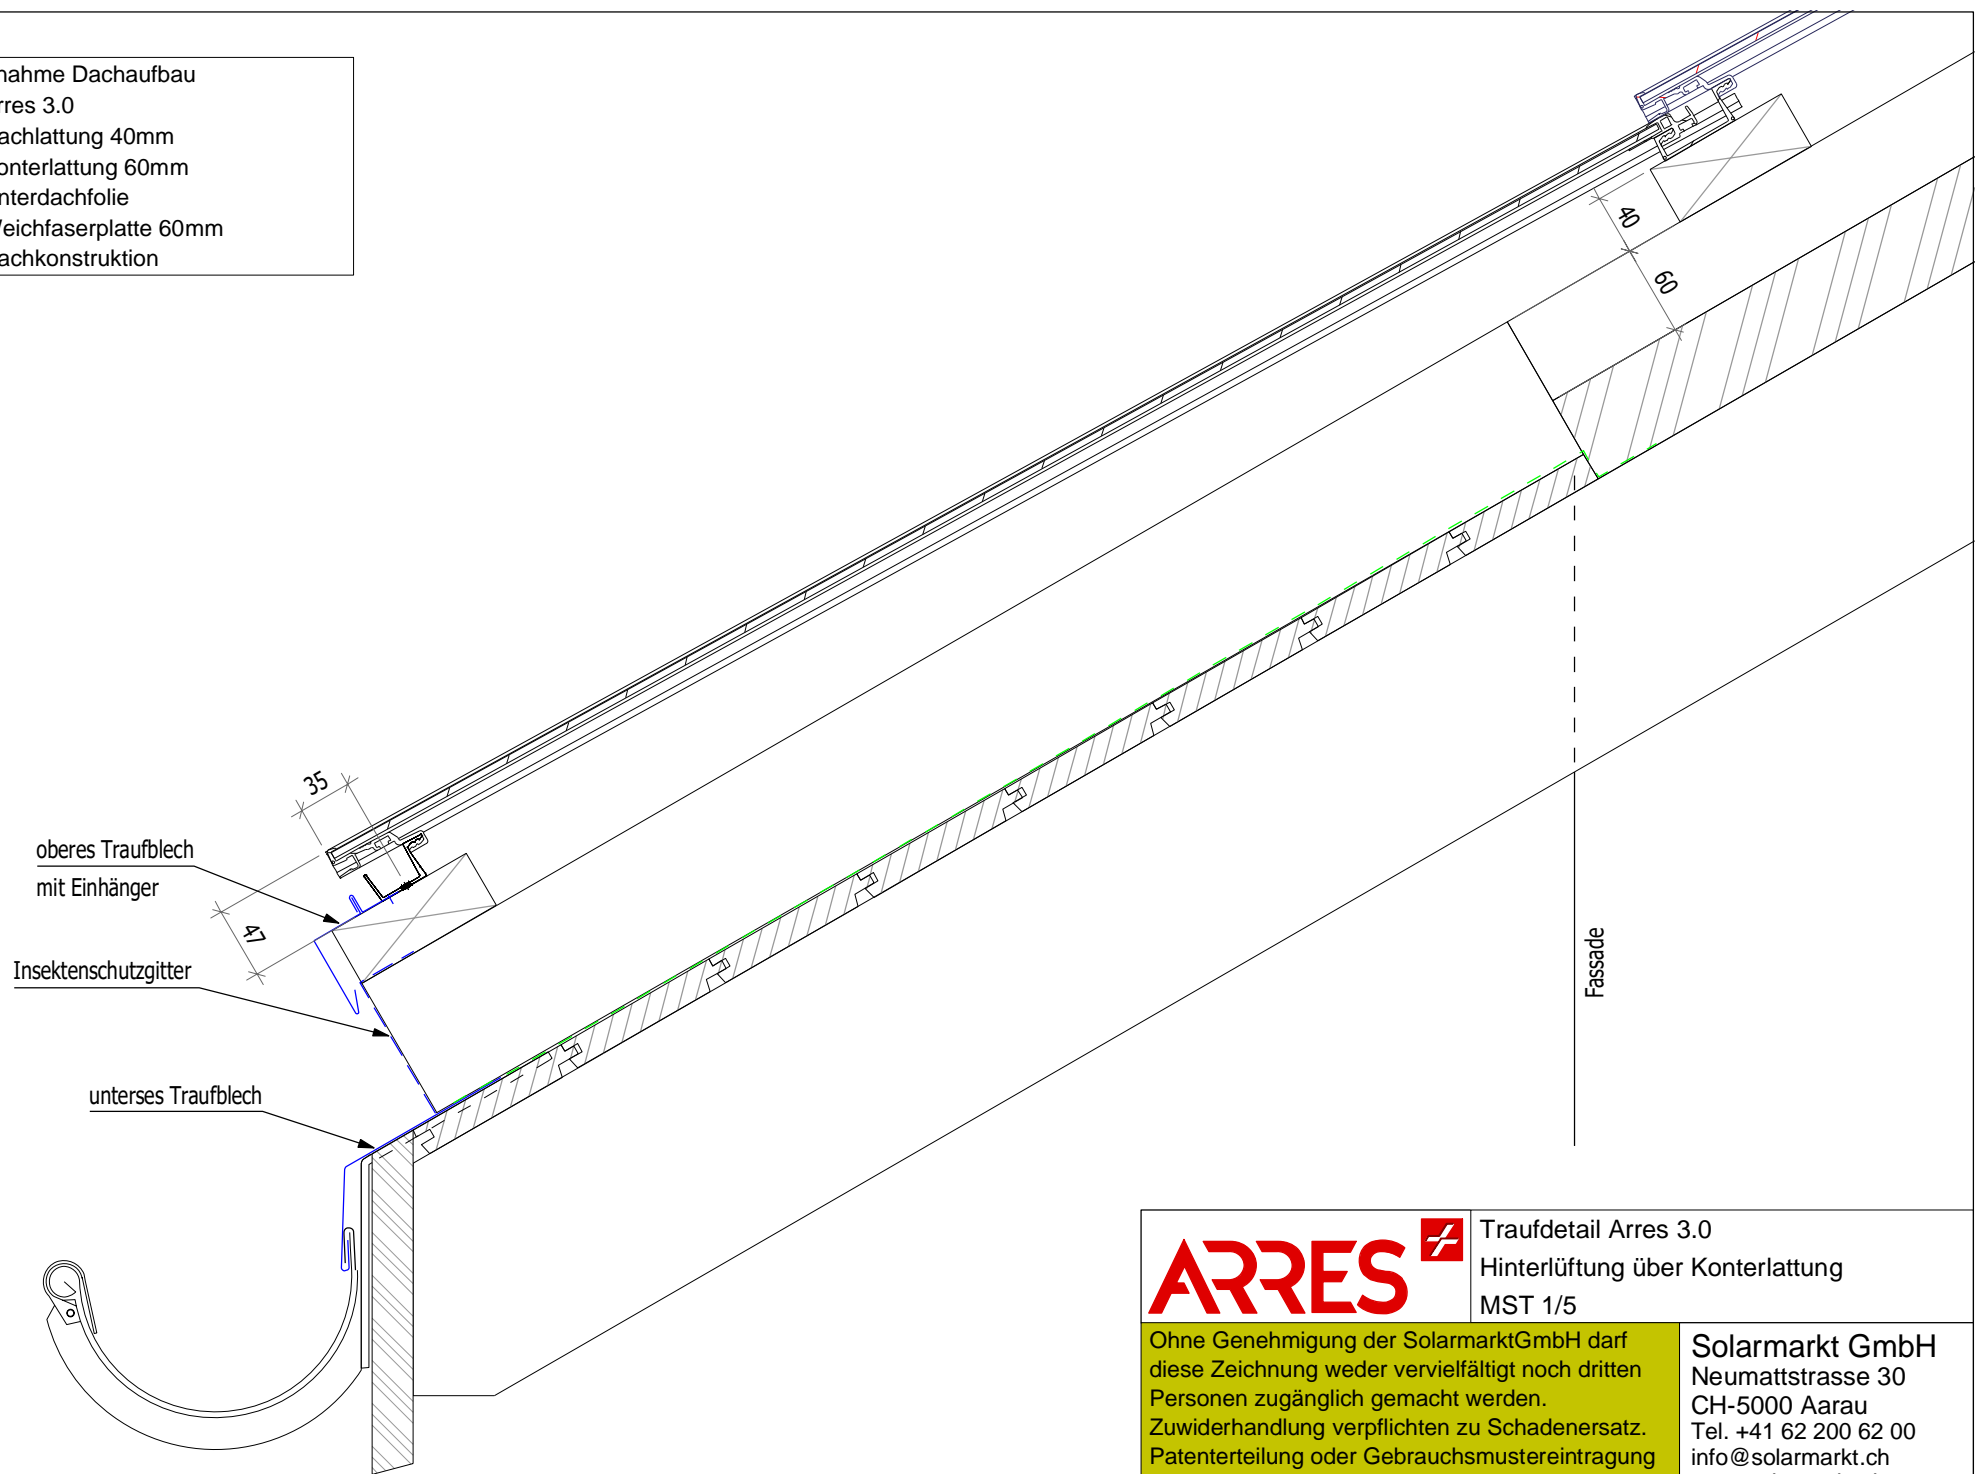 nahme Dachaufbau
rres 3.0
achlattung 40mm
onterlattung 60mm
nterdachfolie
Veichfaserplatte 60mm
achkonstruktion
40
60
35
oberes Traufblech
mit Einhänger
47
Insektenschutzgitter
unterses Traufblech
Fassade
ARRES
Traufdetail Arres 3.0
Hinterlüftung über Konterlattung
MST 1/5
Ohne Genehmigung der SolarmarktGmbH darf
diese Zeichnung weder vervielfältigt noch dritten
Personen zugänglich gemacht werden.
Zuwiderhandlung verpflichten zu Schadenersatz.
Patenterteilung oder Gebrauchsmustereintragung
Solarmarkt GmbH
Neumattstrasse 30
CH-5000 Aarau
Tel. +41 62 200 62 00
info@solarmarkt.ch